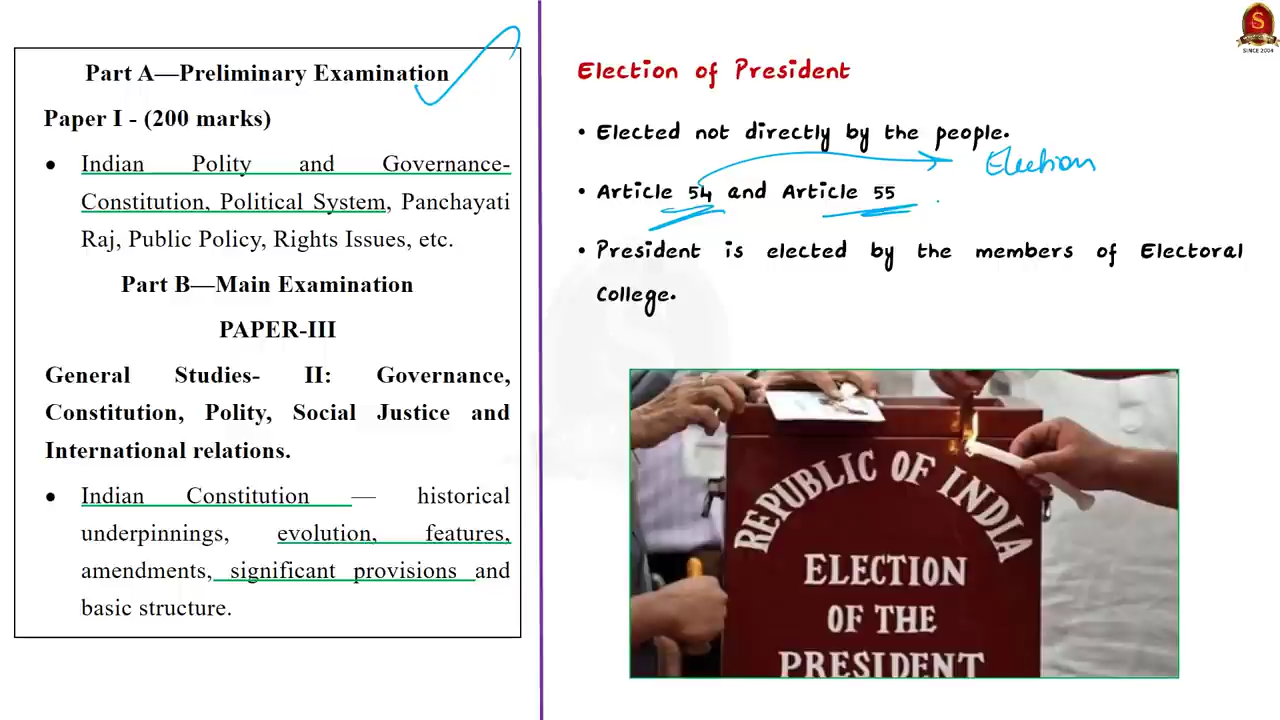 Part A—Preliminary Examination
Paper I - (200 marks)
• Indian Polity and Governance-
Constitution, Political System, Panchayati
Raj, Public Policy, Rights Issues, etc.
Part B—Main Examination
PAPER-III
General Studies- II: Governance,
Constitution, Polity, Social Justice and
International relations.
• Indian Constitution — historical
underpinnings, evolution, features,
amendments, significant provisions and
basic structure.
S
SINCE 2004
Election of President
• Elected not directly by the people.
Election
• Article 54 and Article 55
• President is elected by the members of Electoral
College.
REPUBLIC OF INDIA
ELECTION
OF THE
PRESIDENT